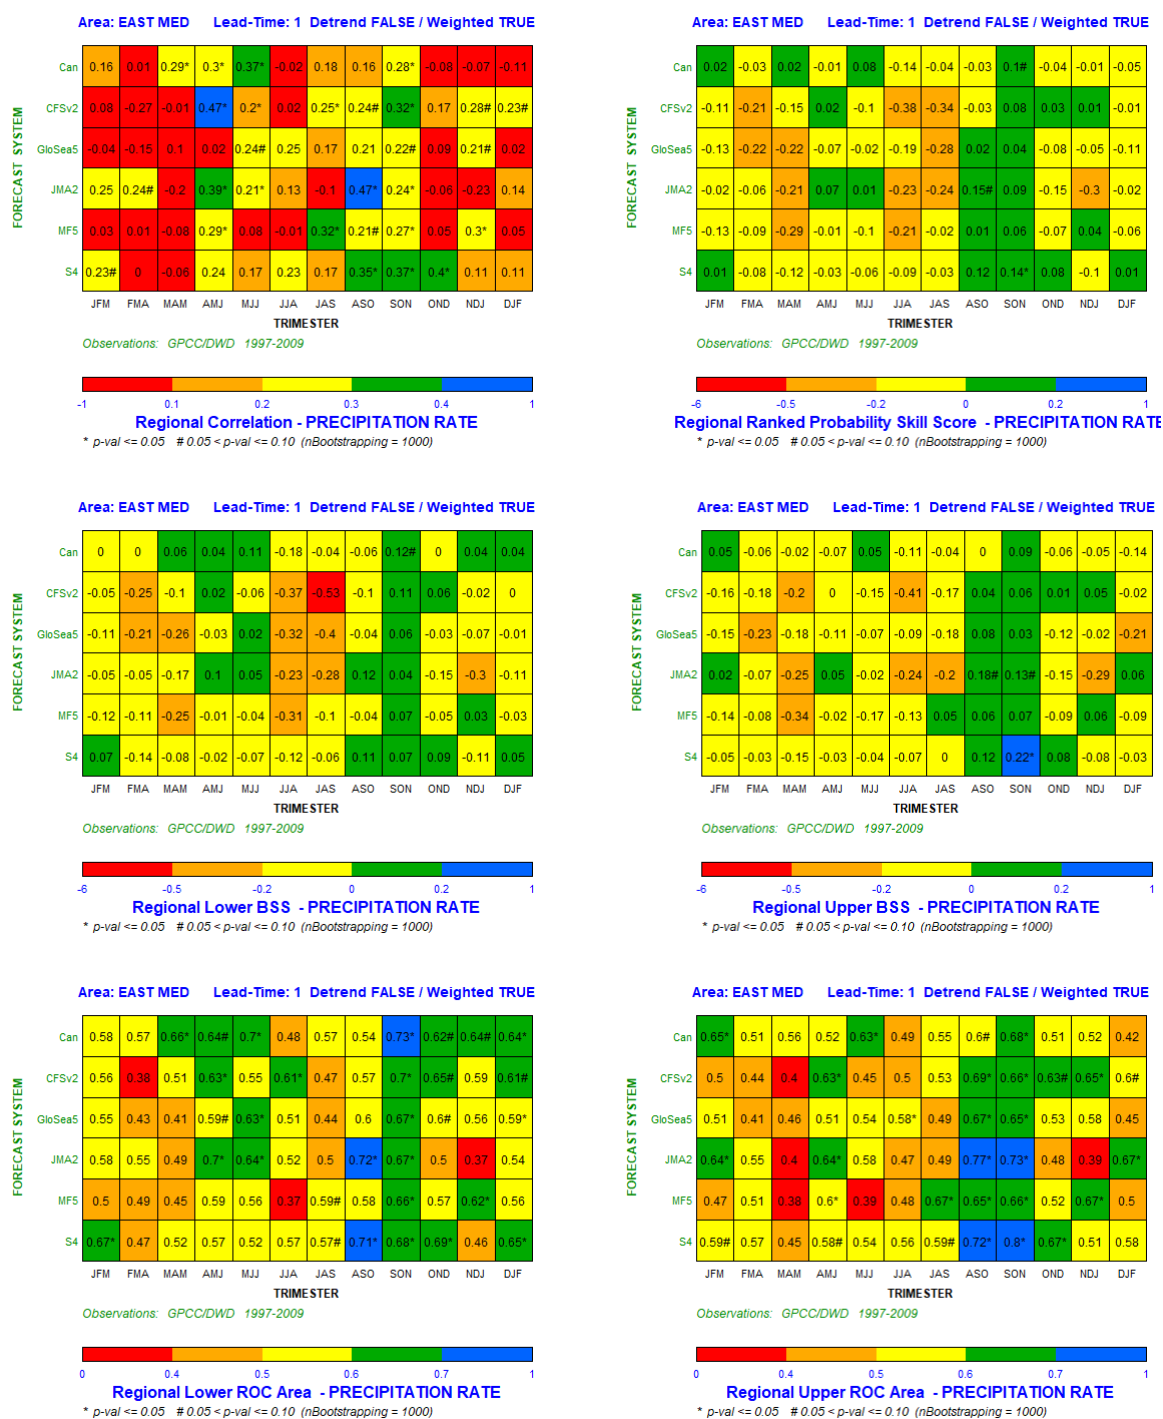 Area: EAST MED Lead-Time: 1 Detrend FALSE / Weighted TRUE
FORECAST SYSTEM
Can 0.16 0.01 0.29* 0.3* 0.37* -0.02 0.18 0.16 0.28* -0.08 -0.07 -0.11
CFSv2 0.08 -0.27 -0.01 0.47* 0.2* 0.02 0.25* 0.24# 0.32* 0.17 0.28# 0.23#
GloSea5 -0.04 -0.15 0.1 0.02 0.24# 0.25 0.17 0.21 0.22# 0.09 0.21# 0.02
JMA2 0.25 0.24# -0.2 0.39* 0.21* 0.13 -0.1 0.47* 0.24* -0.06 -0.23 0.14
MF5 0.03 0.01 -0.08 0.29* 0.08 -0.01 0.32* 0.21# 0.27* 0.05 0.3* 0.05
S4 0.23# 0 -0.06 0.24 0.17 0.23 0.17 0.35* 0.37* 0.4* 0.11 0.11
JFM FMA MAM AMJ MJJ JJA JAS ASO SON OND NDJ DJF
TRIMESTER
Observations: GPCC/DWD 1997-2009
-1 0.1 0.2 0.3 0.4 1
Regional Correlation - PRECIPITATION RATE
* p-val <= 0.05 # 0.05 < p-val <= 0.10 (nBootstrapping = 1000)
Area: EAST MED Lead-Time: 1 Detrend FALSE / Weighted TRUE
FORECAST SYSTEM
Can 0.02 -0.03 0.02 -0.01 0.08 -0.14 -0.04 -0.03 0.1# -0.04 -0.01 -0.05
CFSv2 -0.11 -0.21 -0.15 0.02 -0.1 -0.38 -0.34 -0.03 0.08 0.03 0.01 -0.01
GloSea5 -0.13 -0.22 -0.22 -0.07 -0.02 -0.19 -0.28 0.02 0.04 -0.08 -0.05 -0.11
JMA2 -0.02 -0.06 -0.21 0.07 0.01 -0.23 -0.24 0.15# 0.09 -0.15 -0.3 -0.02
MF5 -0.13 -0.09 -0.29 -0.01 -0.1 -0.21 -0.02 0.01 0.06 -0.07 0.04 -0.06
S4 0.01 -0.08 -0.12 -0.03 -0.06 -0.09 -0.03 0.12 0.14* 0.08 -0.1 0.01
JFM FMA MAM AMJ MJJ JJA JAS ASO SON OND NDJ DJF
TRIMESTER
Observations: GPCC/DWD 1997-2009
-6 -0.5 -0.2 0 0.2 1
Regional Ranked Probability Skill Score - PRECIPITATION RATE
* p-val <= 0.05 # 0.05 < p-val <= 0.10 (nBootstrapping = 1000)
Area: EAST MED Lead-Time: 1 Detrend FALSE / Weighted TRUE
FORECAST SYSTEM
Can 0 0 0.06 0.04 0.11 -0.18 -0.04 -0.06 0.12# 0 0.04 0.04
CFSv2 -0.05 -0.25 -0.1 0.02 -0.06 -0.37 -0.53 -0.1 0.11 0.06 -0.02 0
GloSea5 -0.11 -0.21 -0.26 -0.03 0.02 -0.32 -0.4 -0.04 0.06 -0.03 -0.07 -0.01
JMA2 -0.05 -0.05 -0.17 0.1 0.05 -0.23 -0.28 0.12 0.04 -0.15 -0.3 -0.11
MF5 -0.12 -0.11 -0.25 -0.01 -0.04 -0.31 -0.1 -0.04 0.07 -0.05 0.03 -0.03
S4 0.07 -0.14 -0.08 -0.02 -0.07 -0.12 -0.06 0.11 0.07 0.09 -0.11 0.05
JFM FMA MAM AMJ MJJ JJA JAS ASO SON OND NDJ DJF
TRIMESTER
Observations: GPCC/DWD 1997-2009
-6 -0.5 -0.2 0 0.2 1
Regional Lower BSS - PRECIPITATION RATE
* p-val <= 0.05 # 0.05 < p-val <= 0.10 (nBootstrapping = 1000)
Area: EAST MED Lead-Time: 1 Detrend FALSE / Weighted TRUE
FORECAST SYSTEM
Can 0.05 -0.06 -0.02 -0.07 0.05 -0.11 -0.04 0 0.09 -0.06 -0.05 -0.14
CFSv2 -0.16 -0.18 -0.2 0 -0.15 -0.41 -0.17 0.04 0.06 0.01 0.05 -0.02
GloSea5 -0.15 -0.23 -0.18 -0.11 -0.07 -0.09 -0.18 0.08 0.03 -0.12 -0.02 -0.21
JMA2 0.02 -0.07 -0.25 0.05 -0.02 -0.24 -0.2 0.18# 0.13# -0.15 -0.29 0.06
MF5 -0.14 -0.08 -0.34 -0.02 -0.17 -0.13 0.05 0.06 0.07 -0.09 0.06 -0.09
S4 -0.05 -0.03 -0.15 -0.03 -0.04 -0.07 0 0.12 0.22* 0.08 -0.08 -0.03
JFM FMA MAM AMJ MJJ JJA JAS ASO SON OND NDJ DJF
TRIMESTER
Observations: GPCC/DWD 1997-2009
-6 -0.5 -0.2 0 0.2 1
Regional Upper BSS - PRECIPITATION RATE
* p-val <= 0.05 # 0.05 < p-val <= 0.10 (nBootstrapping = 1000)
Area: EAST MED Lead-Time: 1 Detrend FALSE / Weighted TRUE
FORECAST SYSTEM
Can 0.58 0.57 0.66* 0.64# 0.7* 0.48 0.57 0.54 0.73* 0.62# 0.64# 0.64*
CFSv2 0.56 0.38 0.51 0.63* 0.55 0.61* 0.47 0.57 0.7* 0.65# 0.59 0.61#
GloSea5 0.55 0.43 0.41 0.59# 0.63* 0.51 0.44 0.6 0.67* 0.6# 0.56 0.59*
JMA2 0.58 0.55 0.49 0.7* 0.64* 0.52 0.5 0.72* 0.67* 0.5 0.37 0.54
MF5 0.5 0.49 0.45 0.59 0.56 0.37 0.59# 0.58 0.66* 0.57 0.62* 0.56
S4 0.67* 0.47 0.52 0.57 0.52 0.57 0.57# 0.71* 0.68* 0.69* 0.46 0.65*
JFM FMA MAM AMJ MJJ JJA JAS ASO SON OND NDJ DJF
TRIMESTER
Observations: GPCC/DWD 1997-2009
0 0.4 0.5 0.6 0.7 1
Regional Lower ROC Area - PRECIPITATION RATE
* p-val <= 0.05 # 0.05 < p-val <= 0.10 (nBootstrapping = 1000)
Area: EAST MED Lead-Time: 1 Detrend FALSE / Weighted TRUE
FORECAST SYSTEM
Can 0.65* 0.51 0.56 0.52 0.63* 0.49 0.55 0.6# 0.68* 0.51 0.52 0.42
CFSv2 0.5 0.44 0.4 0.63* 0.45 0.5 0.53 0.69* 0.66* 0.63# 0.65* 0.6#
GloSea5 0.51 0.41 0.46 0.51 0.54 0.58* 0.49 0.67* 0.65* 0.53 0.58 0.45
JMA2 0.64* 0.55 0.4 0.64* 0.58 0.47 0.49 0.77* 0.73* 0.48 0.39 0.67*
MF5 0.47 0.51 0.38 0.6* 0.39 0.48 0.67* 0.65* 0.66* 0.52 0.67* 0.5
S4 0.59# 0.57 0.45 0.58# 0.54 0.56 0.59# 0.72* 0.8* 0.67* 0.51 0.58
JFM FMA MAM AMJ MJJ JJA JAS ASO SON OND NDJ DJF
TRIMESTER
Observations: GPCC/DWD 1997-2009
0 0.4 0.5 0.6 0.7 1
Regional Upper ROC Area - PRECIPITATION RATE
* p-val <= 0.05 # 0.05 < p-val <= 0.10 (nBootstrapping = 1000)